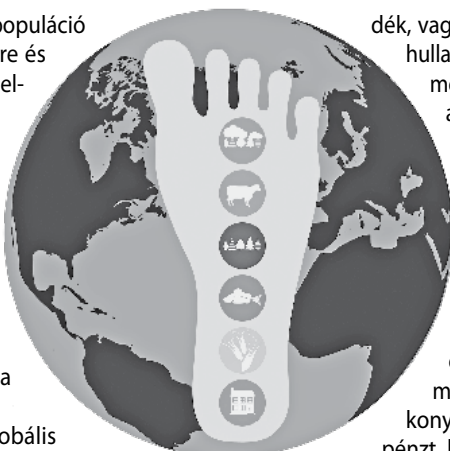 populáció
re és
el-
a
obális
dék, vag
hulla
m
a
m
kony
pénzt,